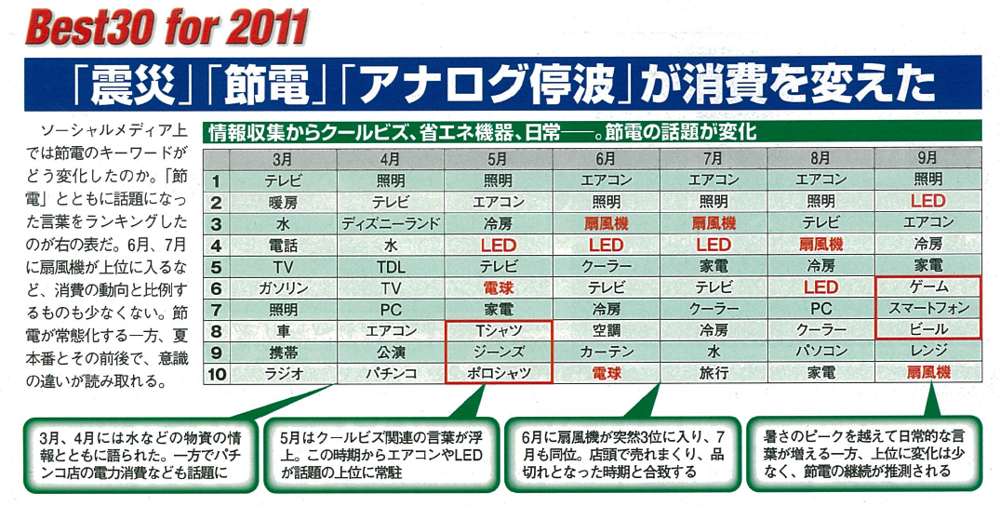 Best30 for 2011
「震災」「節電」「アナログ停波」が消費を変えた
ソーシャルメディア上
では節電のキーワードが
どう変化したのか。「節
電」とともに話題になっ
た言葉をランキングした
のが右の表だ。6月、7月
に扇風機が上位に入るな
ど、消費の動向と比例す
るものも少なくない。節
電が常態化する一方、夏
本番とその前後で、意識
の違いが読み取れる。
情報収集からクールビズ、省エネ機器、日常――。節電の話題が変化
3月 4月 5月 6月 7月 8月 9月
1 テレビ 照明 照明 エアコン エアコン エアコン 照明
2 暖房 テレビ エアコン 照明 照明 照明 LED
3 水 ディズニーランド 冷房 扇風機 扇風機 テレビ エアコン
4 電話 水 LED LED LED 扇風機 冷房
5 TV TDL テレビ クーラー 家電 冷房 家電
6 ガソリン TV 電球 テレビ テレビ LED ゲーム
7 照明 PC 家電 冷房 クーラー PC スマートフォン
8 車 エアコン Tシャツ 空調 冷房 クーラー ビール
9 携帯 公演 ジーンズ カーテン 水 パソコン レンジ
10 ラジオ パチンコ ポロシャツ 電球 旅行 家電 扇風機
3月、4月には水などの物資の情
報とともに語られた。一方でパチ
ンコ店の電力消費なども話題に
5月はクールビズ関連の言葉が浮
上。この時期からエアコンやLED
が話題の上位に常駐
6月に扇風機が突然3位に入り、7
月も同位。店頭で売れまくり、品
切れとなった時期と合致する
暑さのピークを越えて日常的な言
葉が増える一方、上位に変化は少
なく、節電の継続が推測される